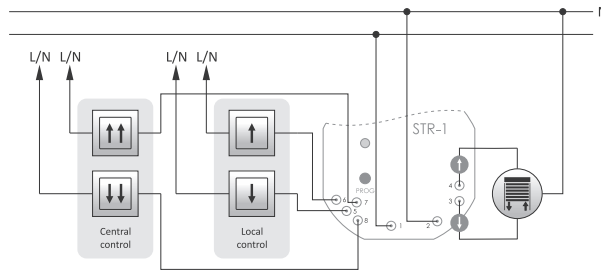 L/N L/N L/N L/N
STR-1
PROG
6 7
5
8
1
2
4
3
Central
control
Local
control